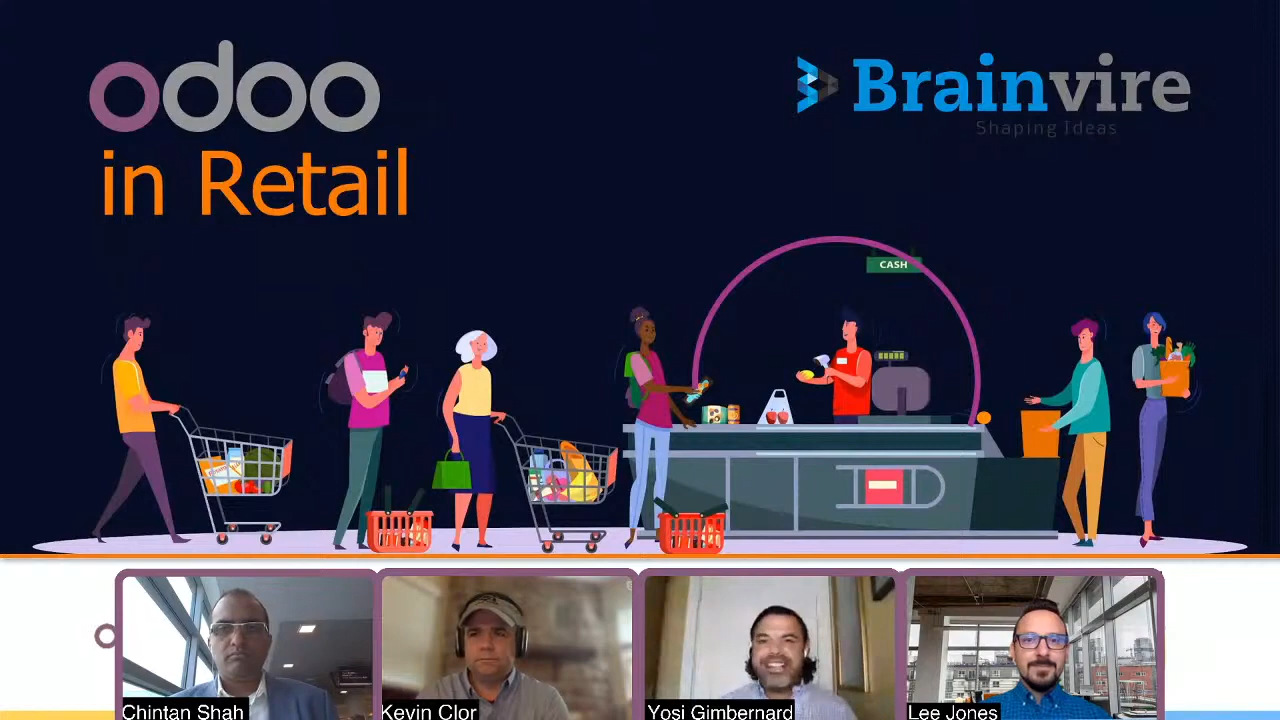 odoo
in Retail
Brainvire
Shaping Ideas
CASH
Chintan Shah
Kevin Clor
Yosi Gimbernard
Lee Jones